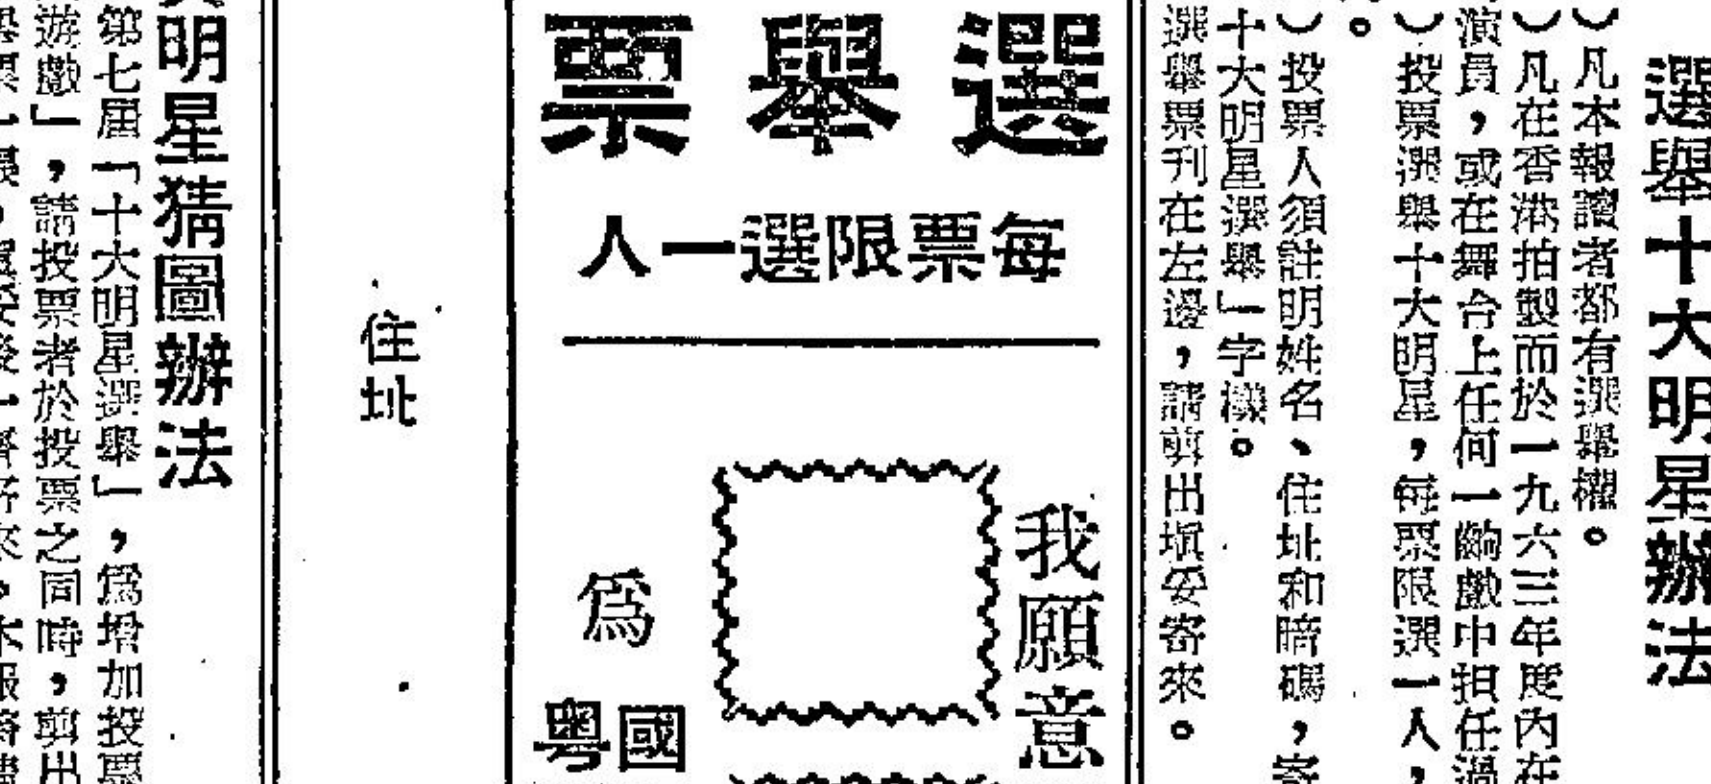 選舉十大明星辦法
）凡本報讀者都有選舉權。
）凡在香港拍製而於一九六三年度內在
演員，或在舞台上任何一齣戲中担任過
）投票選舉十大明星，每票限選一人，
。
）投票人須註明姓名、住址和暗碼，寄
十大明星選舉」字樣。
選舉票刊在左邊，請剪出塡妥寄來。
選舉票
每票限選一人
我願意
爲
國
粤
住址
明星猜圖辦法
第七屆「十大明星選舉」，爲增加投票
遊戲」，請投票者於投票之同時，剪出